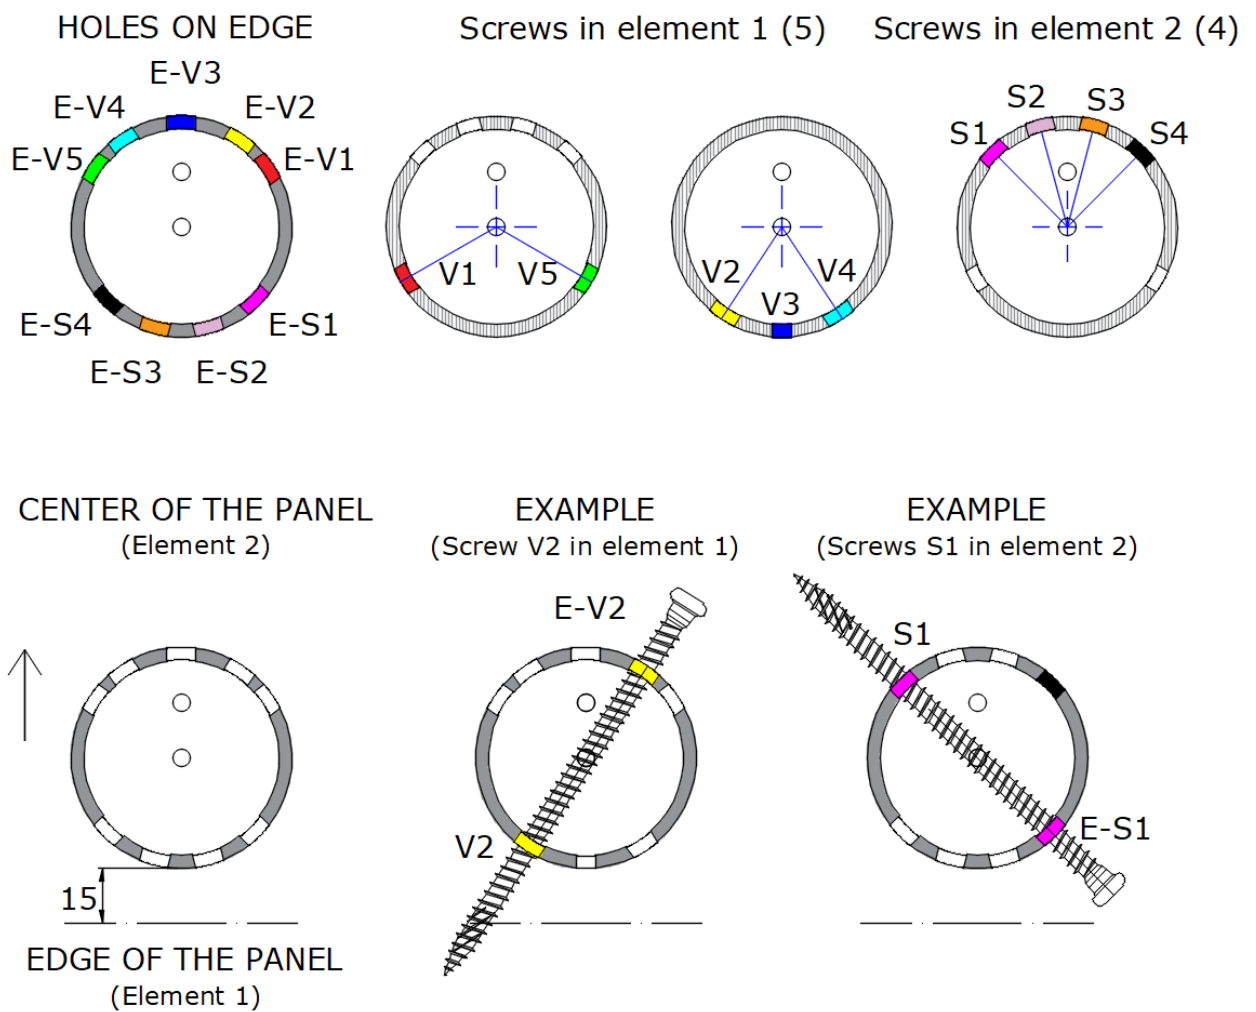 HOLES ON EDGE
Screws in element 1 (5)
Screws in element 2 (4)
E-V3
E-V4
E-V2
E-V5
E-V1
E-S4
E-S1
E-S3
E-S2
V1
V5
V2
V4
V3
S2
S3
S1
S4
CENTER OF THE PANEL
(Element 2)
EXAMPLE
(Screw V2 in element 1)
EXAMPLE
(Screws S1 in element 2)
E-V2
V2
S1
E-S1
15
EDGE OF THE PANEL
(Element 1)